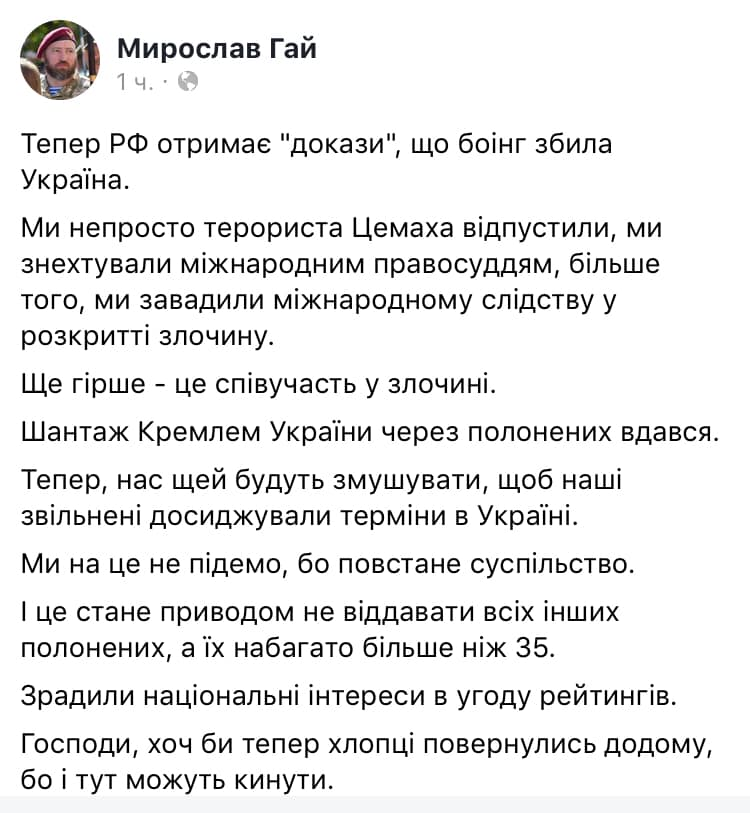 Мирослав Гай
1 ч. ·
Тепер РФ отримає "докази", що боінг збила
Україна.
Ми непросто терориста Цемаха відпустили, ми
знехтували міжнародним правосуддям, більше
того, ми завадили міжнародному слідству у
розкритті злочину.
Ще гірше - це співучасть у злочині.
Шантаж Кремлем України через полонених вдався.
Тепер, нас щей будуть змушувати, щоб наші
звільнені досиджували терміни в Україні.
Ми на це не підемо, бо повстане суспільство.
І це стане приводом не віддавати всіх інших
полонених, а їх набагато більше ніж 35.
Зрадили національні інтереси в угоду рейтингів.
Господи, хоч би тепер хлопці повернулись додому,
бо і тут можуть кинути.